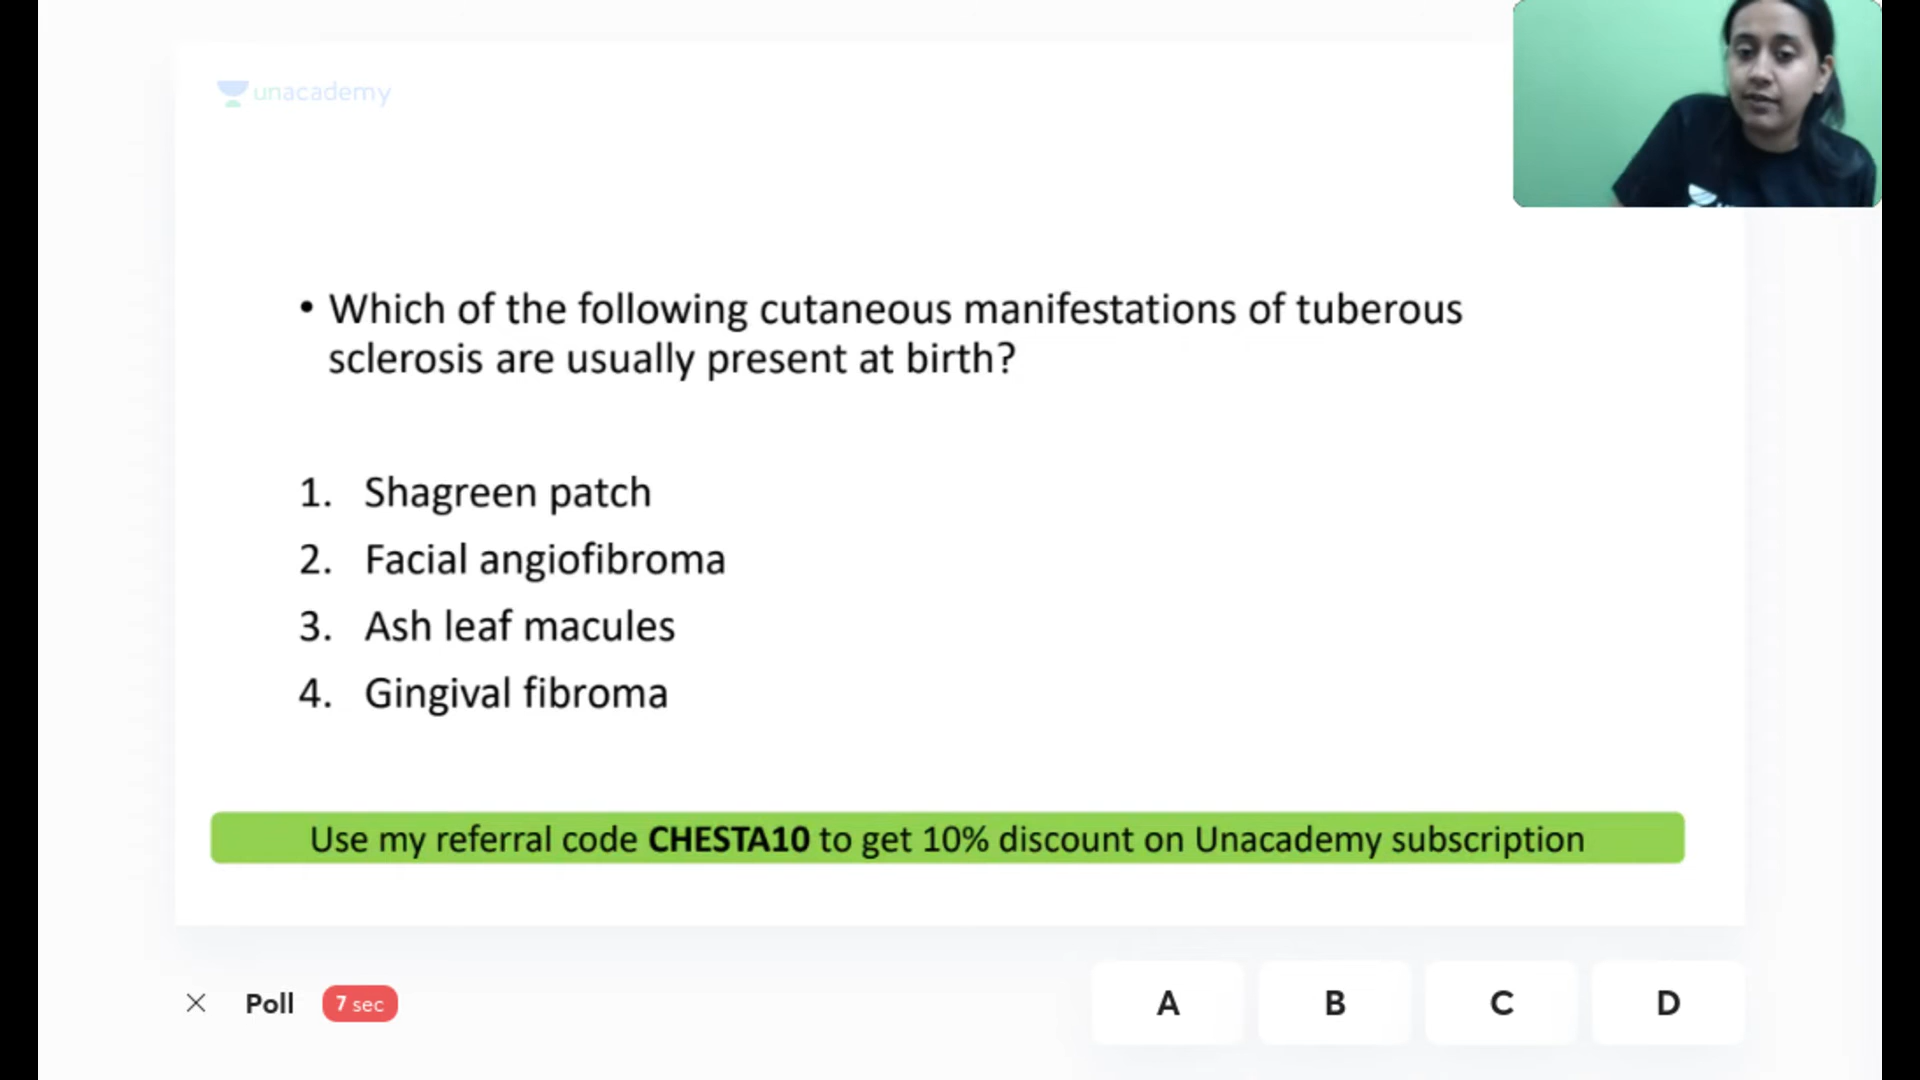 unacademy
• Which of the following cutaneous manifestations of tuberous
sclerosis are usually present at birth?
1. Shagreen patch
2. Facial angiofibroma
3. Ash leaf macules
4. Gingival fibroma
Use my referral code CHESTA10 to get 10% discount on Unacademy subscription
Poll 7 sec A B C D